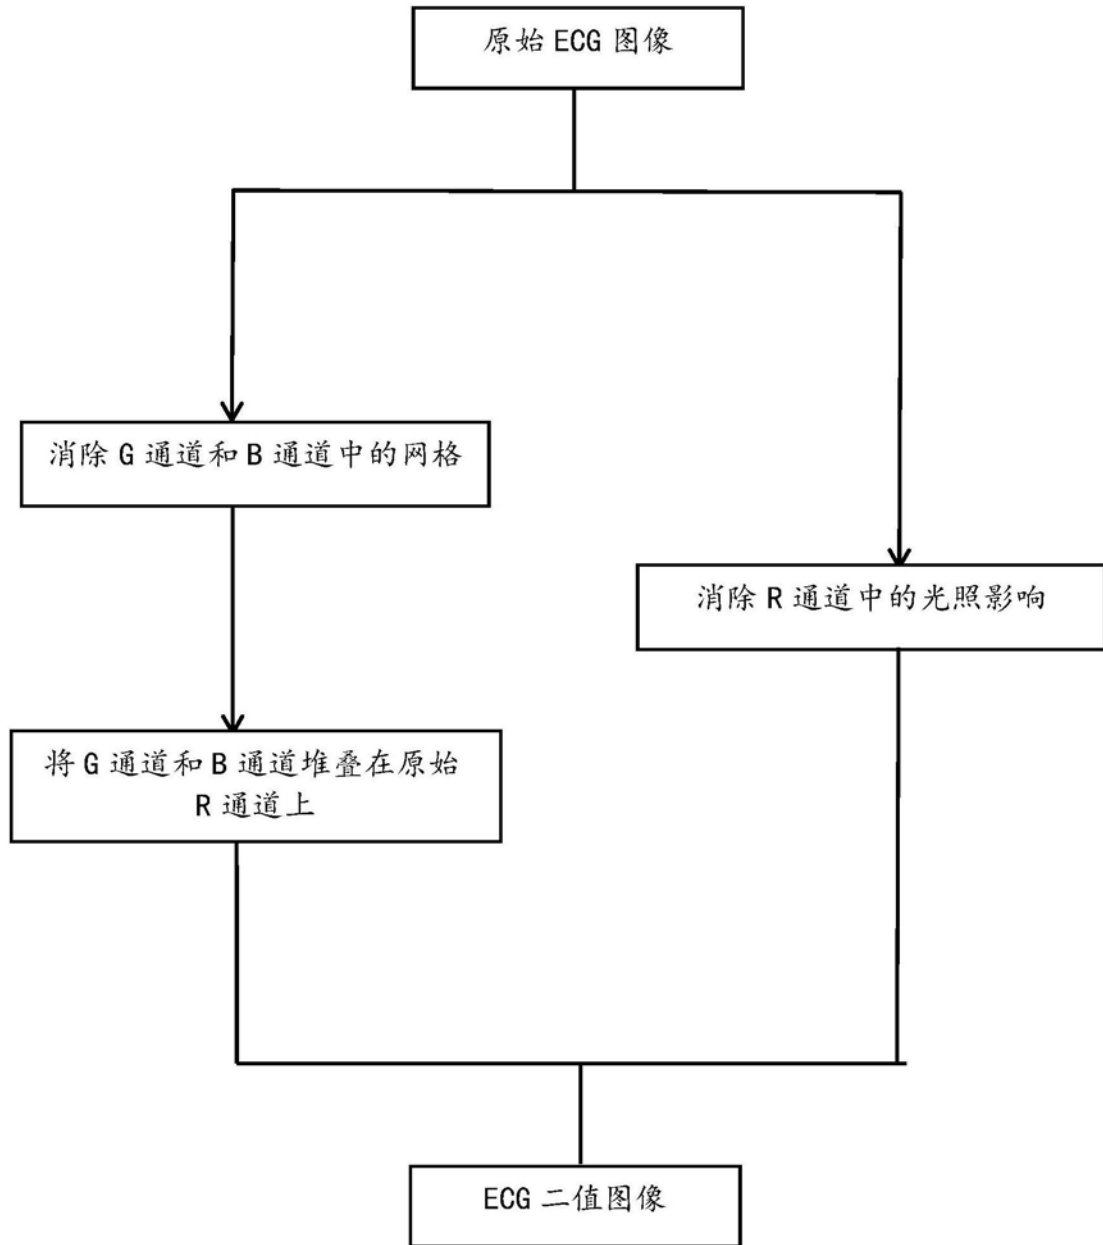 原始 ECG 图像
消除 G 通道和 B 通道中的网格
消除 R 通道中的光照影响
将 G 通道和 B 通道堆叠在原始
R 通道上
ECG 二值图像